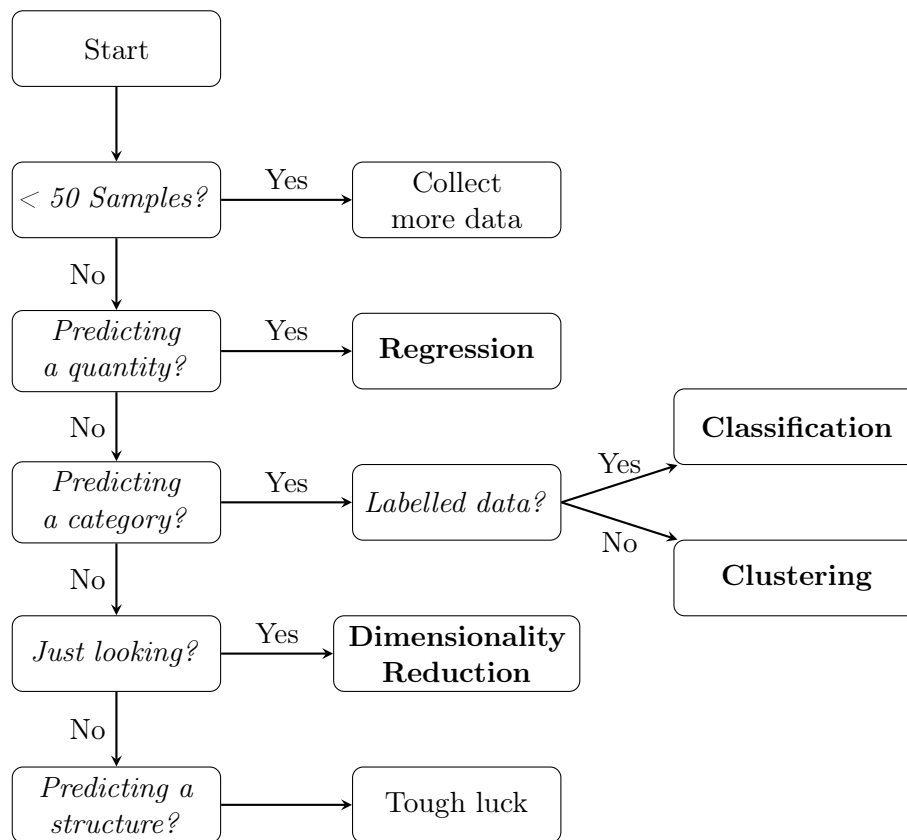 Start
< 50 Samples?
Yes
Collect
more data
No
Predicting
a quantity?
Yes
Regression
No
Predicting
a category?
Yes
Labelled data?
Yes
Classification
No
Clustering
No
Just looking?
Yes
Dimensionality
Reduction
No
Predicting a
structure?
Tough luck